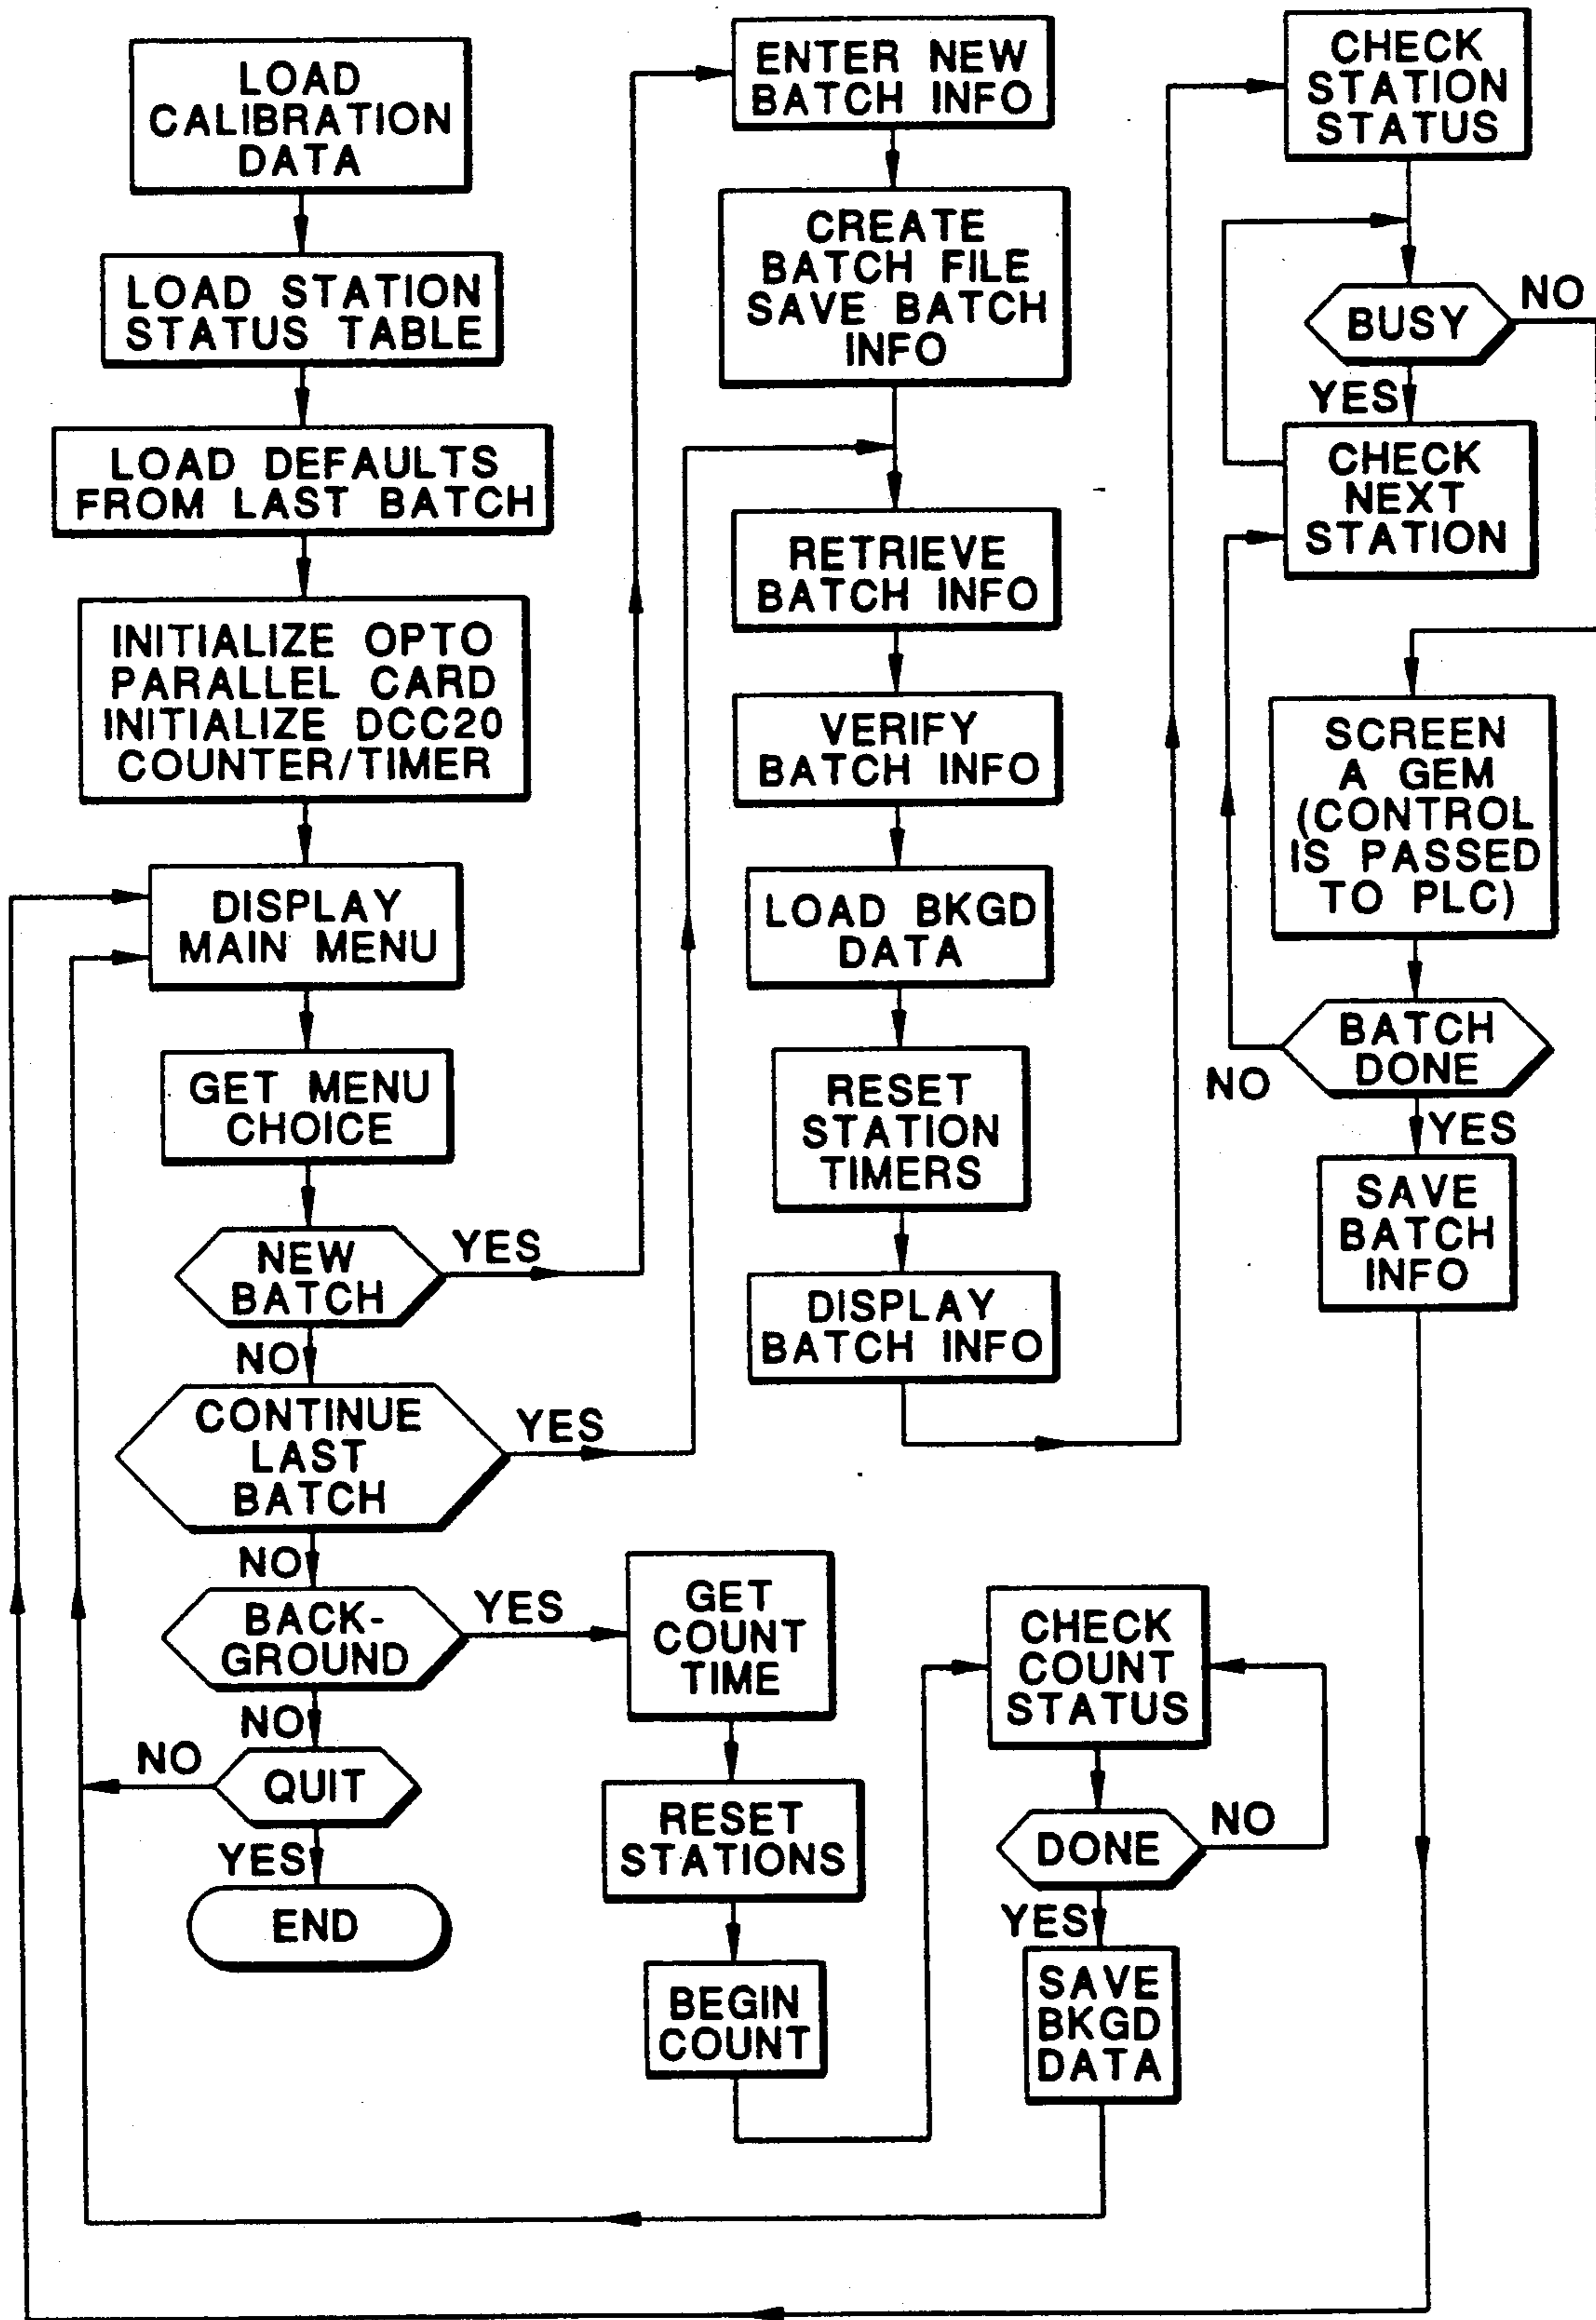 LOAD
CALIBRATION
DATA
LOAD STATION
STATUS TABLE
LOAD DEFAULTS
FROM LAST BATCH
INITIALIZE OPTO
PARALLEL CARD
INITIALIZE DCC20
COUNTER/TIMER
DISPLAY
MAIN MENU
GET MENU
CHOICE
NEW
BATCH
YES
NO
CONTINUE
LAST
BATCH
YES
NO
BACK-
GROUND
YES
NO
QUIT
NO
YES
END
ENTER NEW
BATCH INFO
CREATE
BATCH FILE
SAVE BATCH
INFO
RETRIEVE
BATCH INFO
VERIFY
BATCH INFO
LOAD BKGD
DATA
RESET
STATION
TIMERS
DISPLAY
BATCH INFO
GET
COUNT
TIME
RESET
STATIONS
BEGIN
COUNT
CHECK
COUNT
STATUS
DONE
NO
YES
SAVE
BKGD
DATA
CHECK
STATION
STATUS
BUSY
NO
YES
CHECK
NEXT
STATION
SCREEN
A GEM
(CONTROL
IS PASSED
TO PLC)
BATCH
DONE
NO
YES
SAVE
BATCH
INFO